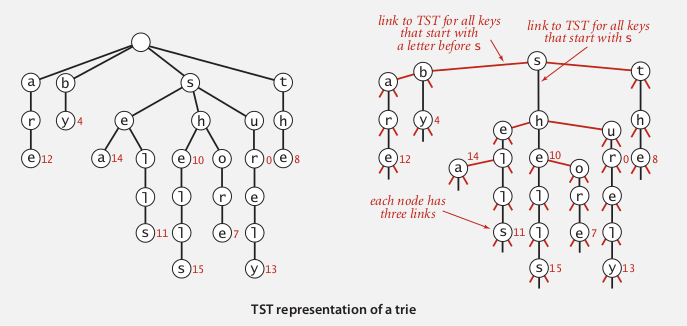 link to TST for all keys
that start with
a letter before s
link to TST for all keys
that start with s
a b s t
r y 4 e h u h
e 12 a 14 l e 10 o r 0 e 8
l l r e
s 11 l e 7 l
s 15 y 13
s
b t
a
r y 4 h h
e u
e 12 14 l e 10 r 0 e 8
a o
l l r e
each node has
three links
s 11 l e 7 l
s 15 y 13
TST representation of a trie